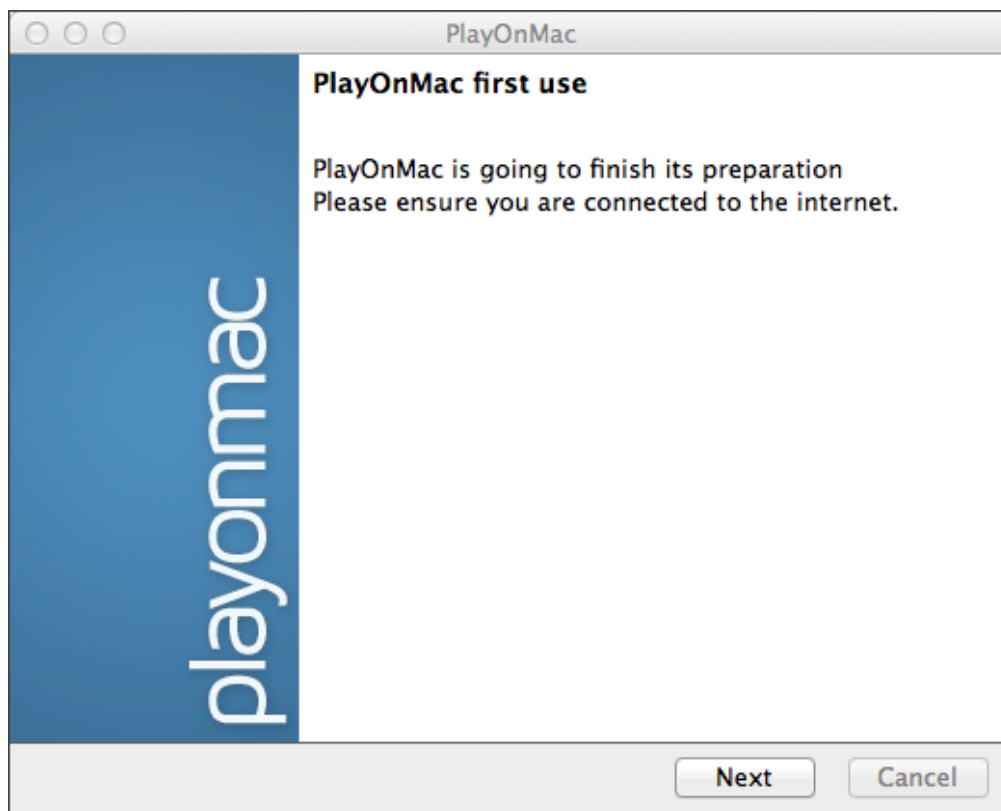 PlayOnMac
PlayOnMac first use
PlayOnMac is going to finish its preparation
Please ensure you are connected to the internet.
playonmac
Next
Cancel